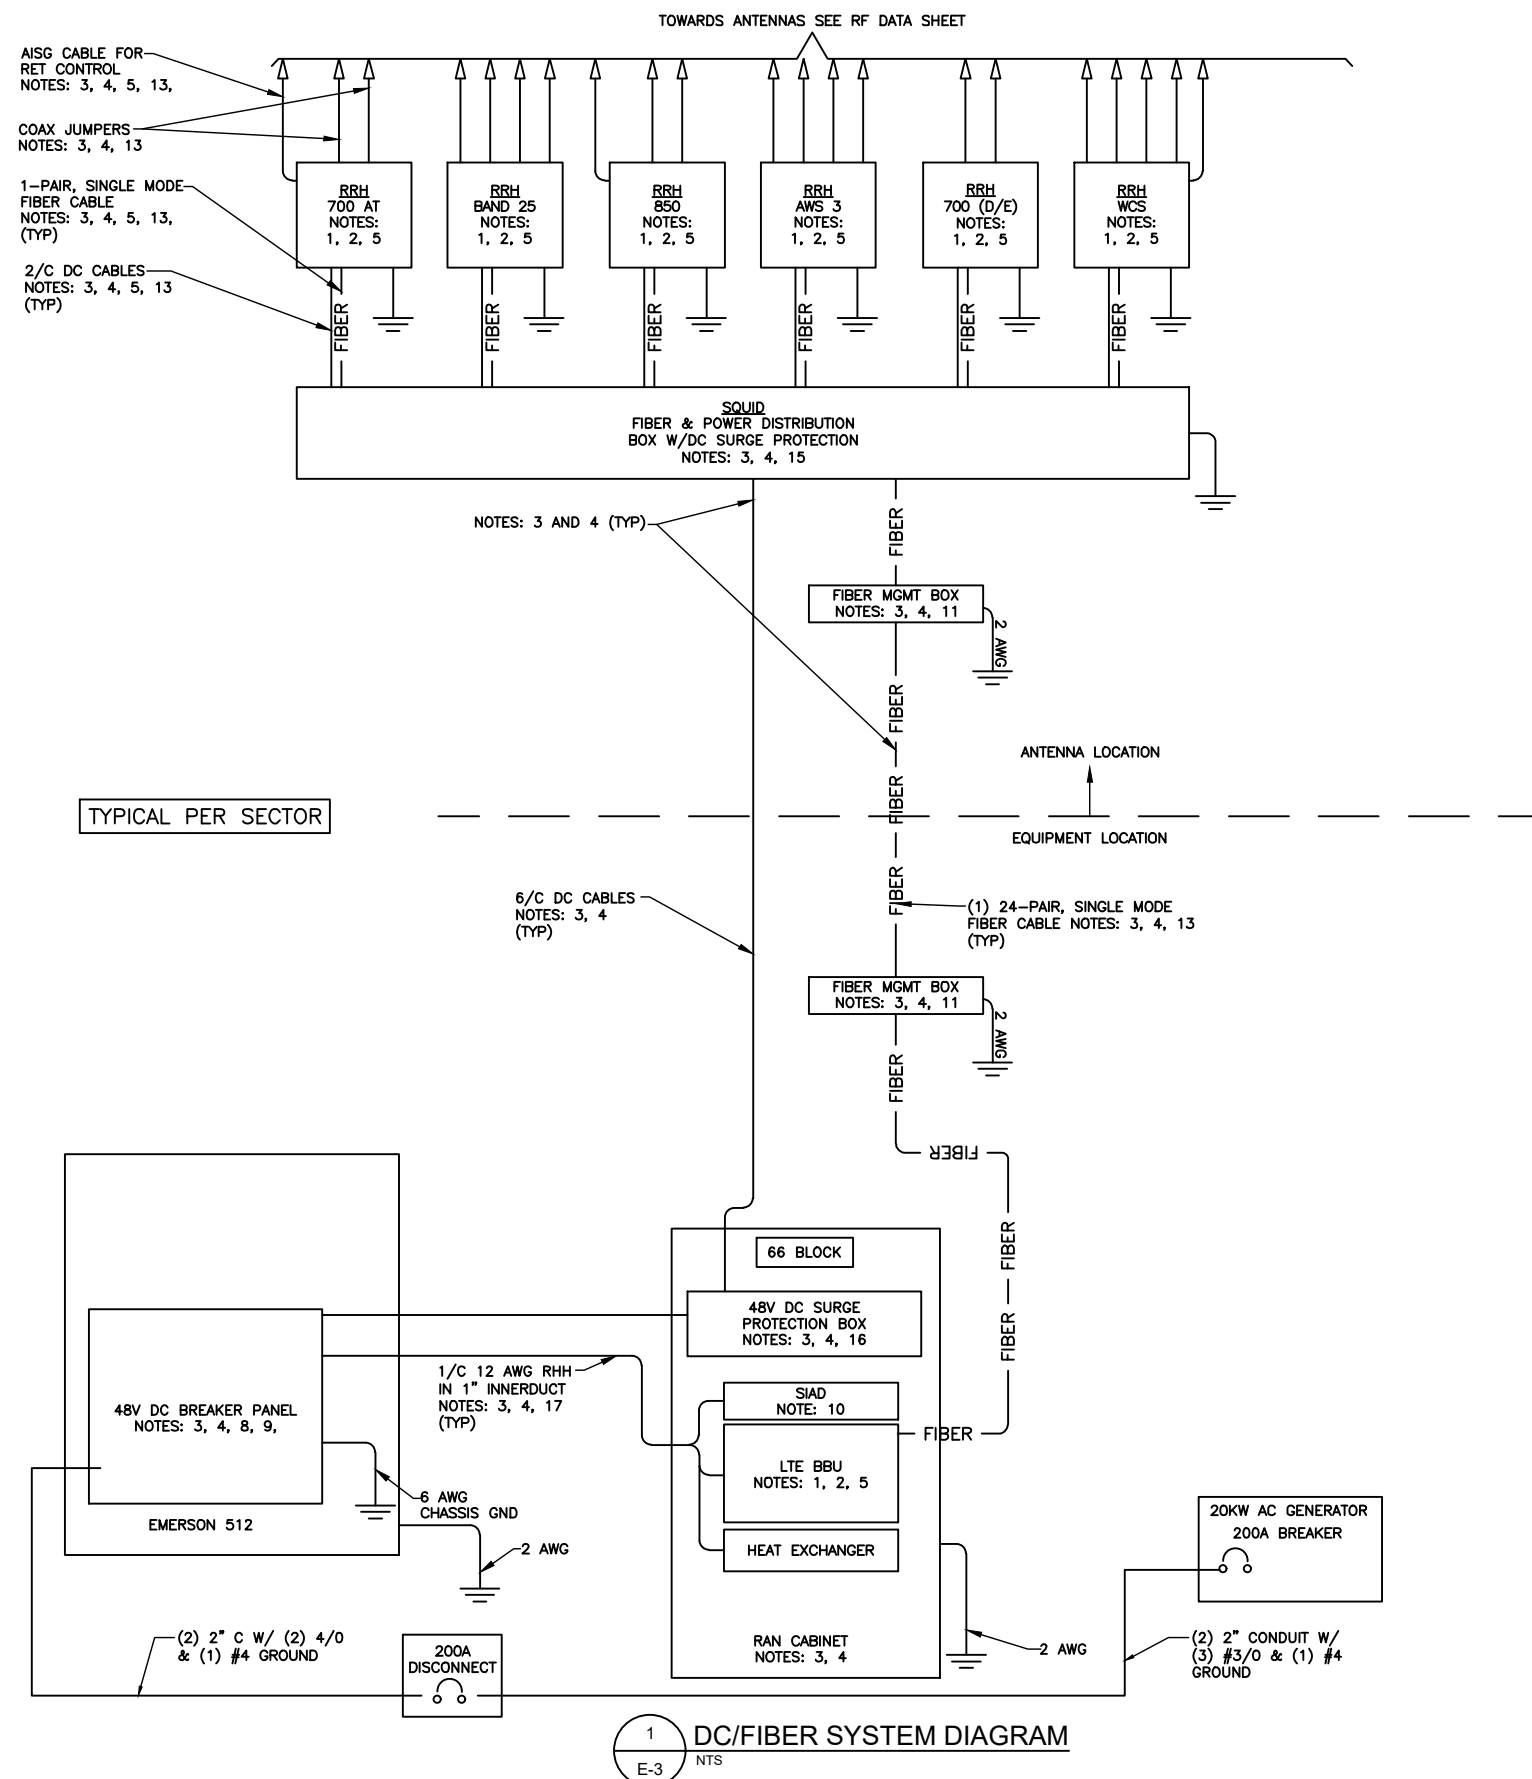 TOWARDS ANTENNAS SEE RF DATA SHEET
AISG CABLE FOR
RET CONTROL
NOTES: 3, 4, 5, 13,
COAX JUMPERS
NOTES: 3, 4, 13
1-PAIR, SINGLE MODE
FIBER CABLE
NOTES: 3, 4, 5, 13,
(TYP)
2/C DC CABLES
NOTES: 3, 4, 5, 13
(TYP)
RRH
700 AT
NOTES:
1, 2, 5
RRH
BAND 25
NOTES:
1, 2, 5
RRH
850
NOTES:
1, 2, 5
RRH
AWS 3
NOTES:
1, 2, 5
RRH
700 (D/E)
NOTES:
1, 2, 5
RRH
WCS
NOTES:
1, 2, 5
FIBER
FIBER
FIBER
FIBER
FIBER
FIBER
SQUID
FIBER & POWER DISTRIBUTION
BOX W/DC SURGE PROTECTION
NOTES: 3, 4, 15
NOTES: 3 AND 4 (TYP)
FIBER
FIBER MGMT BOX
NOTES: 3, 4, 11
2 AWG
FIBER
ANTENNA LOCATION
FIBER
TYPICAL PER SECTOR
EQUIPMENT LOCATION
6/C DC CABLES
NOTES: 3, 4
(TYP)
FIBER
(1) 24-PAIR, SINGLE MODE
FIBER CABLE NOTES: 3, 4, 13
(TYP)
FIBER MGMT BOX
NOTES: 3, 4, 11
2 AWG
FIBER
FIBER
FIBER
FIBER
66 BLOCK
48V DC SURGE
PROTECTION BOX
NOTES: 3, 4, 16
1/C 12 AWG RHH
IN 1" INNERDUCT
NOTES: 3, 4, 17
(TYP)
SIAD
NOTE: 10
FIBER
LTE BBU
NOTES: 1, 2, 5
HEAT EXCHANGER
RAN CABINET
NOTES: 3, 4
2 AWG
48V DC BREAKER PANEL
NOTES: 3, 4, 8, 9,
6 AWG
CHASSIS GND
EMERSON 512
2 AWG
20KW AC GENERATOR
200A BREAKER
(2) 2" C W/ (2) 4/0
& (1) #4 GROUND
200A
DISCONNECT
(2) 2" CONDUIT W/
(3) #3/0 & (1) #4
GROUND
1
E-3
DC/FIBER SYSTEM DIAGRAM
NTS